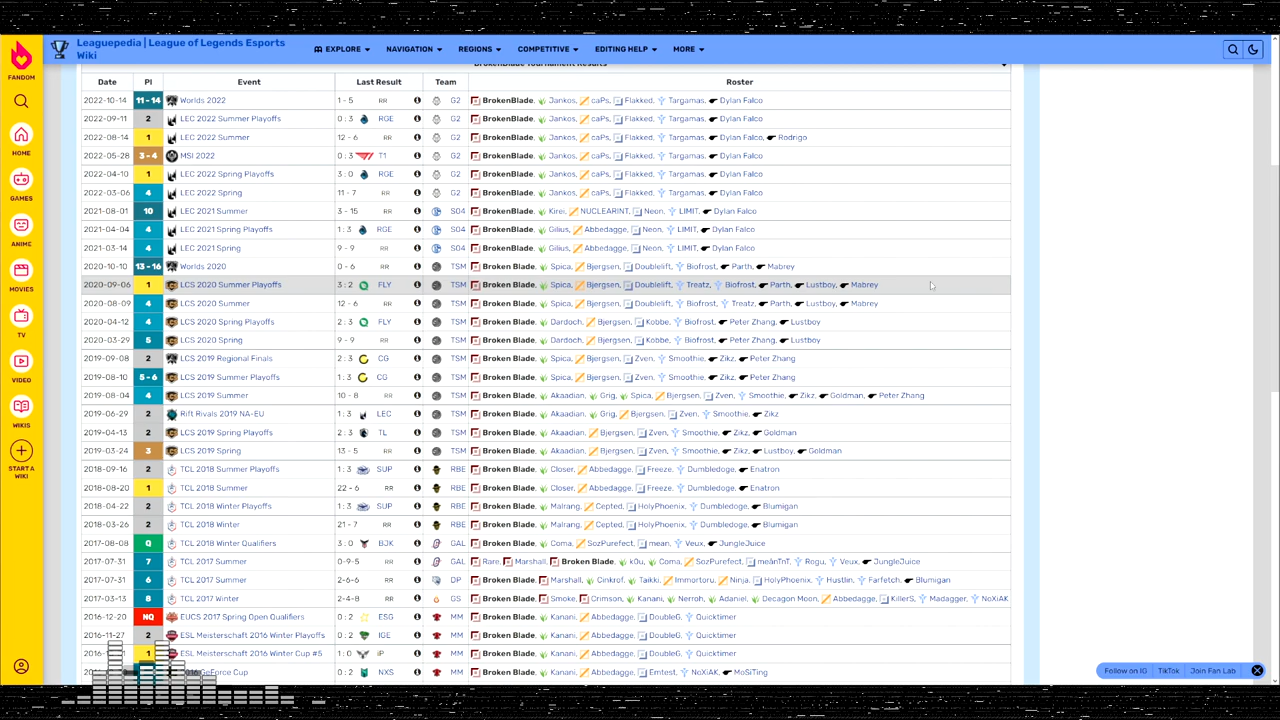 Leaguepedia | League of Legends Esports
Wiki
EXPLORE NAVIGATION REGIONS COMPETITIVE EDITING HELP MORE
FANDOM
HOME
GAMES
ANIME
MOVIES
TV
VIDEO
WIKIS
START A
WIKI
BrokenBlade Tournament Results
Date Pl Event Last Result Team Roster
2022-10-14 11 - 14 Worlds 2022 1 - 5 RR G2 BrokenBlade, Jankos, caPs, Flakked, Targamas, Dylan Falco
2022-09-11 2 LEC 2022 Summer Playoffs 0 : 3 RGE G2 BrokenBlade, Jankos, caPs, Flakked, Targamas, Dylan Falco
2022-08-14 1 LEC 2022 Summer 12 - 6 RR G2 BrokenBlade, Jankos, caPs, Flakked, Targamas, Dylan Falco, Rodrigo
2022-05-28 3 - 4 MSI 2022 0 : 3 T1 G2 BrokenBlade, Jankos, caPs, Flakked, Targamas, Dylan Falco
2022-04-10 1 LEC 2022 Spring Playoffs 3 : 0 RGE G2 BrokenBlade, Jankos, caPs, Flakked, Targamas, Dylan Falco
2022-03-06 4 LEC 2022 Spring 11 - 7 RR G2 BrokenBlade, Jankos, caPs, Flakked, Targamas, Dylan Falco
2021-08-01 10 LEC 2021 Summer 3 - 15 RR S04 BrokenBlade, Kirei, NUCLEARINT, Neon, LIMIT, Dylan Falco
2021-04-04 4 LEC 2021 Spring Playoffs 1 : 3 RGE S04 BrokenBlade, Gilius, Abbedagge, Neon, LIMIT, Dylan Falco
2021-03-14 4 LEC 2021 Spring 9 - 9 RR S04 BrokenBlade, Gilius, Abbedagge, Neon, LIMIT, Dylan Falco
2020-10-10 13 - 16 Worlds 2020 0 - 6 RR TSM Broken Blade, Spica, Bjergsen, Doublelift, Biofrost, Parth, Mabrey
2020-09-06 1 LCS 2020 Summer Playoffs 3 : 2 FLY TSM Broken Blade, Spica, Bjergsen, Doublelift, Treatz, Biofrost, Parth, Lustboy, Mabrey
2020-08-09 4 LCS 2020 Summer 12 - 6 RR TSM Broken Blade, Spica, Bjergsen, Doublelift, Biofrost, Treatz, Parth, Lustboy, Mabrey
2020-04-12 4 LCS 2020 Spring Playoffs 2 : 3 FLY TSM Broken Blade, Dardoch, Bjergsen, Kobbe, Biofrost, Peter Zhang, Lustboy
2020-03-29 5 LCS 2020 Spring 9 - 9 RR TSM Broken Blade, Dardoch, Bjergsen, Kobbe, Biofrost, Peter Zhang, Lustboy
2019-09-08 2 LCS 2019 Regional Finals 2 : 3 CG TSM Broken Blade, Spica, Bjergsen, Zven, Smoothie, Zikz, Peter Zhang
2019-08-10 5 - 6 LCS 2019 Summer Playoffs 1 : 3 CG TSM Broken Blade, Spica, Bjergsen, Zven, Smoothie, Zikz, Peter Zhang
2019-08-04 4 LCS 2019 Summer 10 - 8 RR TSM Broken Blade, Akaadian, Grig, Spica, Bjergsen, Zven, Smoothie, Zikz, Goldman, Peter Zhang
2019-06-29 2 Rift Rivals 2019 NA-EU 1 : 3 LEC TSM Broken Blade, Akaadian, Grig, Bjergsen, Zven, Smoothie, Zikz
2019-04-13 2 LCS 2019 Spring Playoffs 2 : 3 TL TSM Broken Blade, Akaadian, Bjergsen, Zven, Smoothie, Zikz, Goldman
2019-03-24 3 LCS 2019 Spring 13 - 5 RR TSM Broken Blade, Akaadian, Bjergsen, Zven, Smoothie, Zikz, Lustboy, Goldman
2018-09-16 2 TCL 2018 Summer Playoffs 1 : 3 SUP RBE Broken Blade, Closer, Abbedagge, Freeze, Dumbledoge, Enatron
2018-08-20 1 TCL 2018 Summer 22 - 6 RR RBE Broken Blade, Closer, Abbedagge, Freeze, Dumbledoge, Enatron
2018-04-22 2 TCL 2018 Winter Playoffs 1 : 3 SUP RBE Broken Blade, Malrang, Cepted, HolyPhoenix, Dumbledoge, Blumigan
2018-03-26 2 TCL 2018 Winter 21 - 7 RR RBE Broken Blade, Malrang, Cepted, HolyPhoenix, Dumbledoge, Blumigan
2017-08-08 Q TCL 2018 Winter Qualifiers 3 : 0 BJK GAL Broken Blade, Coma, SozPurefect, mean, Veux, JungleJuice
2017-07-31 7 TCL 2017 Summer 0-9-5 RR GAL Rare, Marshall, Broken Blade, k0u, Coma, SozPurefect, meänTnT, Rogu, Veux, JungleJuice
2017-07-31 6 TCL 2017 Summer 2-6-6 RR DP Broken Blade, Marshall, Cinkrof, Taikki, Immortoru, Ninja, HolyPhoenix, Hustlin, Farfetch, Blumigan
2017-03-13 8 TCL 2017 Winter 2-4-8 RR GS Broken Blade, Smoke, Crimson, Kanani, Nerroh, Adaniel, Decagon Moon, Abbedagge, KillerS, Madagger, NoXiAK
2016-12-20 NQ EUCS 2017 Spring Open Qualifiers 0 : 2 ESG MM Broken Blade, Kanani, Abbedagge, DoubleG, Quicktimer
2016-11-27 2 ESL Meisterschaft 2016 Winter Playoffs 0 : 2 IGE MM Broken Blade, Kanani, Abbedagge, DoubleG, Quicktimer
2016- 1 ESL Meisterschaft 2016 Winter Cup #5 1 : 0 iP MM Broken Blade, Kanani, Abbedagge, DoubleG, Quicktimer
GeForce Cup 0 : 2 NXS MM Broken Blade, Kanani, Abbedagge, Emtest, NoXiAK, MoSiTing
Follow on IG TikTok Join Fan Lab